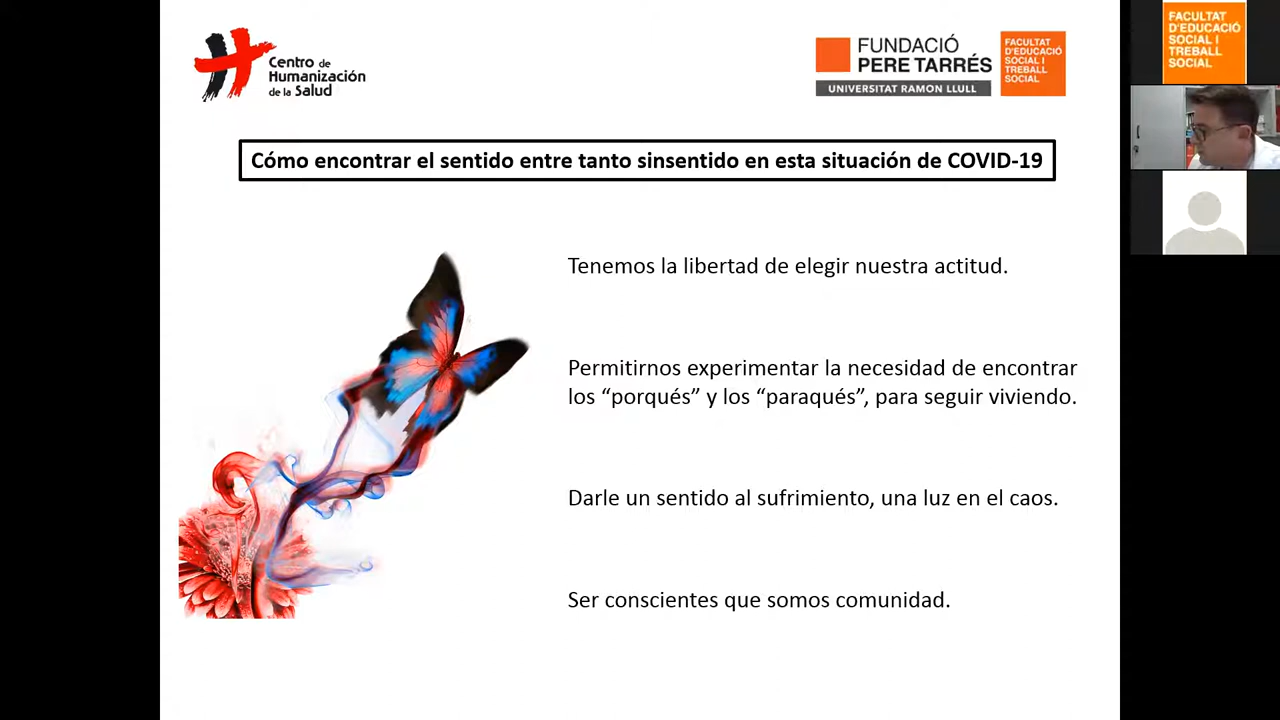 Centro de
Humanización
de la Salud
FUNDACIÓ
PERE TARRÉS
UNIVERSITAT RAMON LLULL
FACULTAT
D'EDUCACIÓ
SOCIAL I
TREBALL
SOCIAL
FACULTAT
D'EDUCACIÓ
SOCIAL I
TREBALL
SOCIAL
Cómo encontrar el sentido entre tanto sinsentido en esta situación de COVID-19
Tenemos la libertad de elegir nuestra actitud.
Permitirnos experimentar la necesidad de encontrar
los “porqués” y los “paraqués”, para seguir viviendo.
Darle un sentido al sufrimiento, una luz en el caos.
Ser conscientes que somos comunidad.